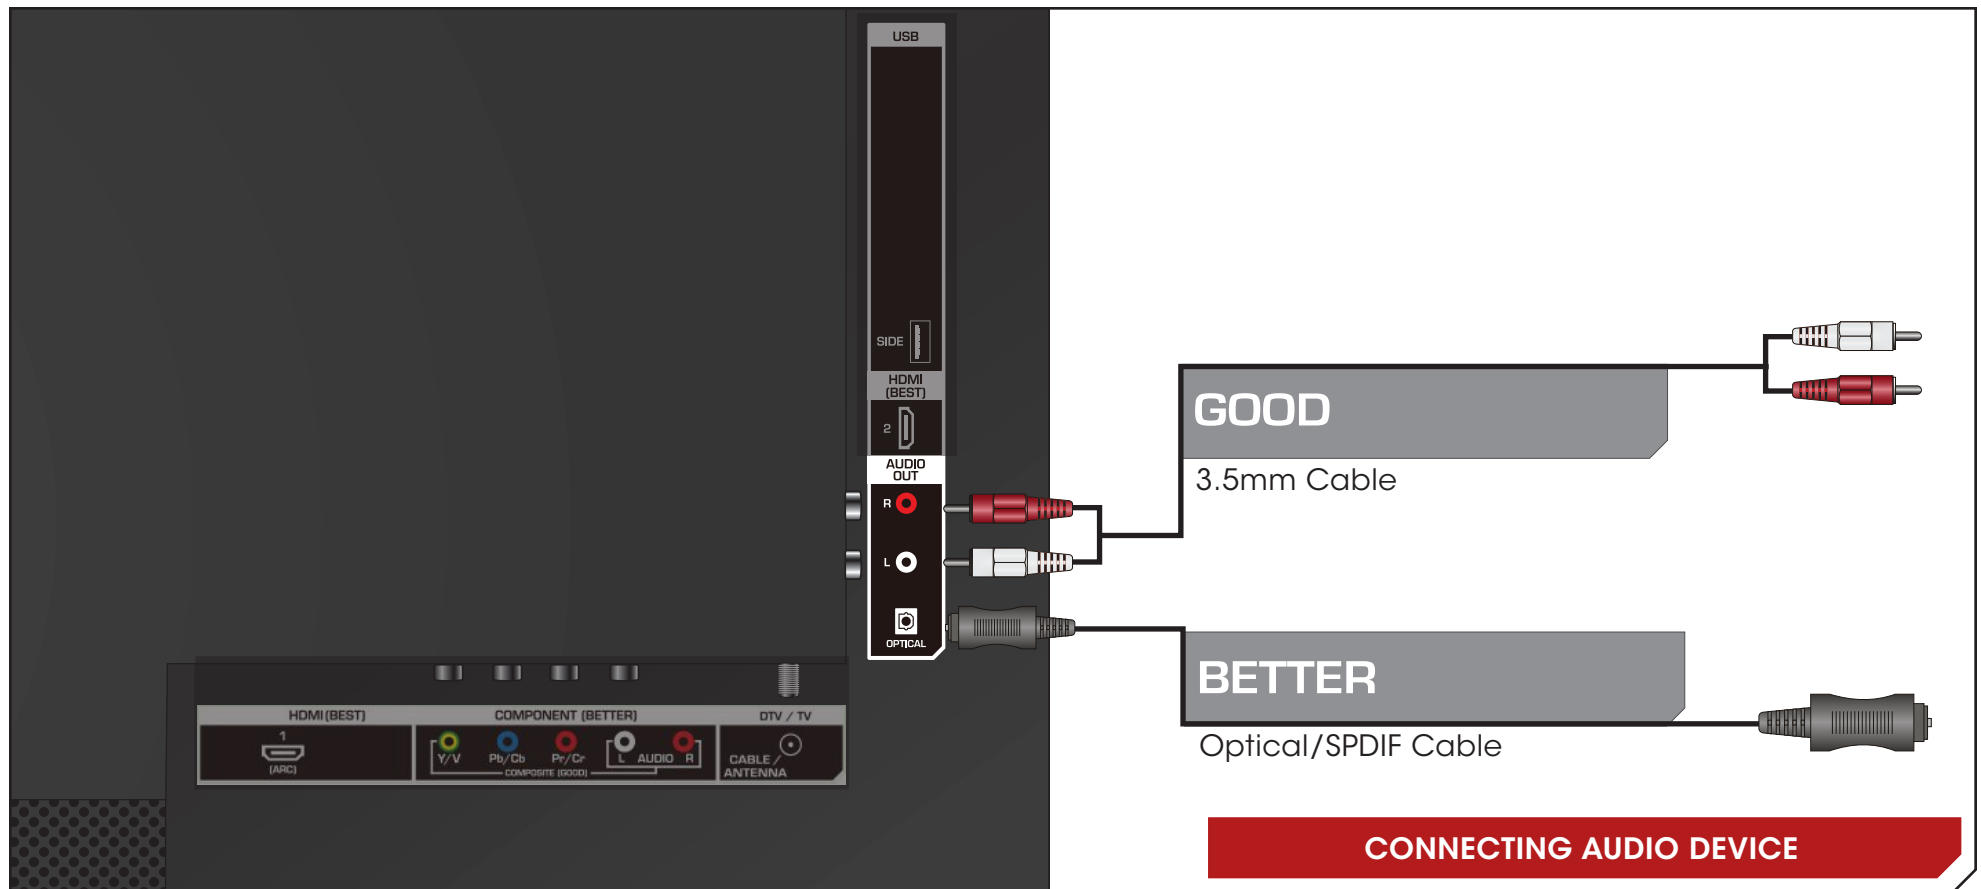 USB
SIDE
HDMI
(BEST)
2
AUDIO
OUT
R
L
OPTICAL
GOOD
3.5mm Cable
BETTER
Optical/SPDIF Cable
HDMI(BEST)
1
(ARC)
COMPONENT (BETTER)
Y/V Pb/Cb Pr/Cr L AUDIO R
COMPOSITE (GOOD)
DTV / TV
CABLE /
ANTENNA
CONNECTING AUDIO DEVICE